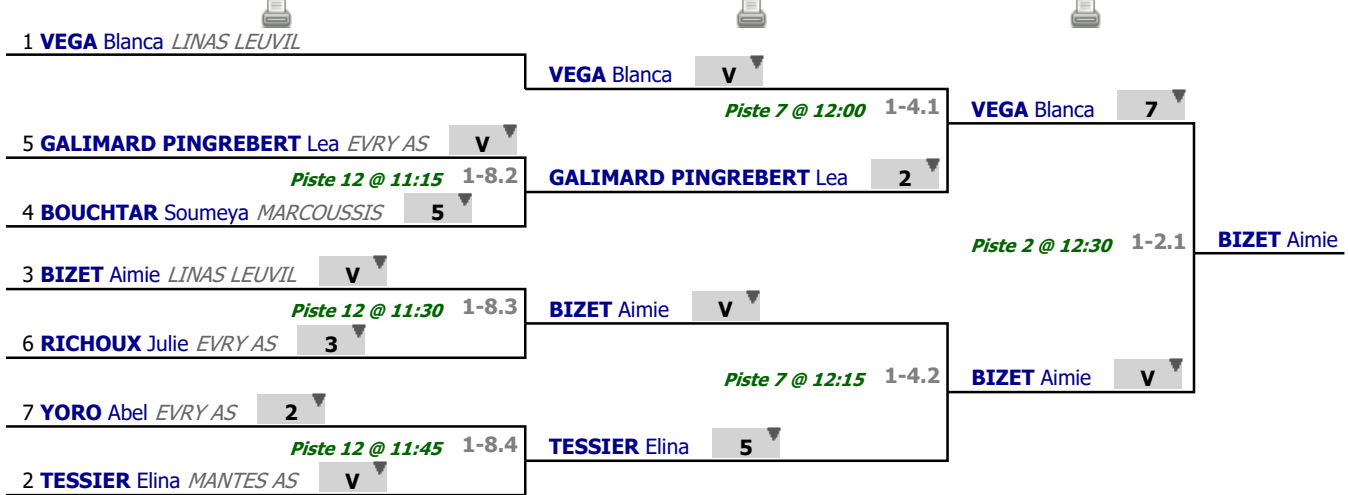 1 VEGA Blanca LINAS LEUVIL
VEGA Blanca V
Piste 7 @ 12:00 1-4.1
VEGA Blanca 7
5 GALIMARD PINGREBERT Lea EVRY AS V
Piste 12 @ 11:15 1-8.2
GALIMARD PINGREBERT Lea 2
4 BOUCHTAR Soumeya MARCOUSSIS 5
Piste 2 @ 12:30 1-2.1
BIZET Aimie
3 BIZET Aimie LINAS LEUVIL V
Piste 12 @ 11:30 1-8.3
BIZET Aimie V
6 RICHOUX Julie EVRY AS 3
Piste 7 @ 12:15 1-4.2
BIZET Aimie V
7 YORO Abel EVRY AS 2
Piste 12 @ 11:45 1-8.4
TESSIER Elina 5
2 TESSIER Elina MANTES AS V